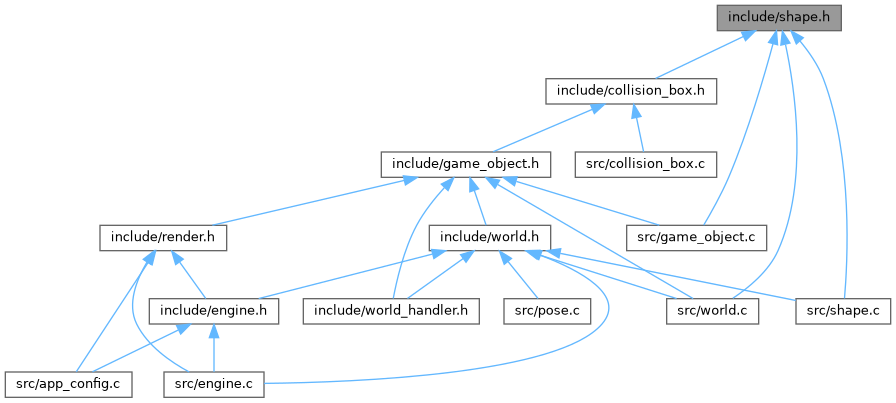 include/shape.h
include/collision_box.h
include/game_object.h
src/collision_box.c
include/render.h
include/world.h
src/game_object.c
include/engine.h
include/world_handler.h
src/pose.c
src/world.c
src/shape.c
src/app_config.c
src/engine.c